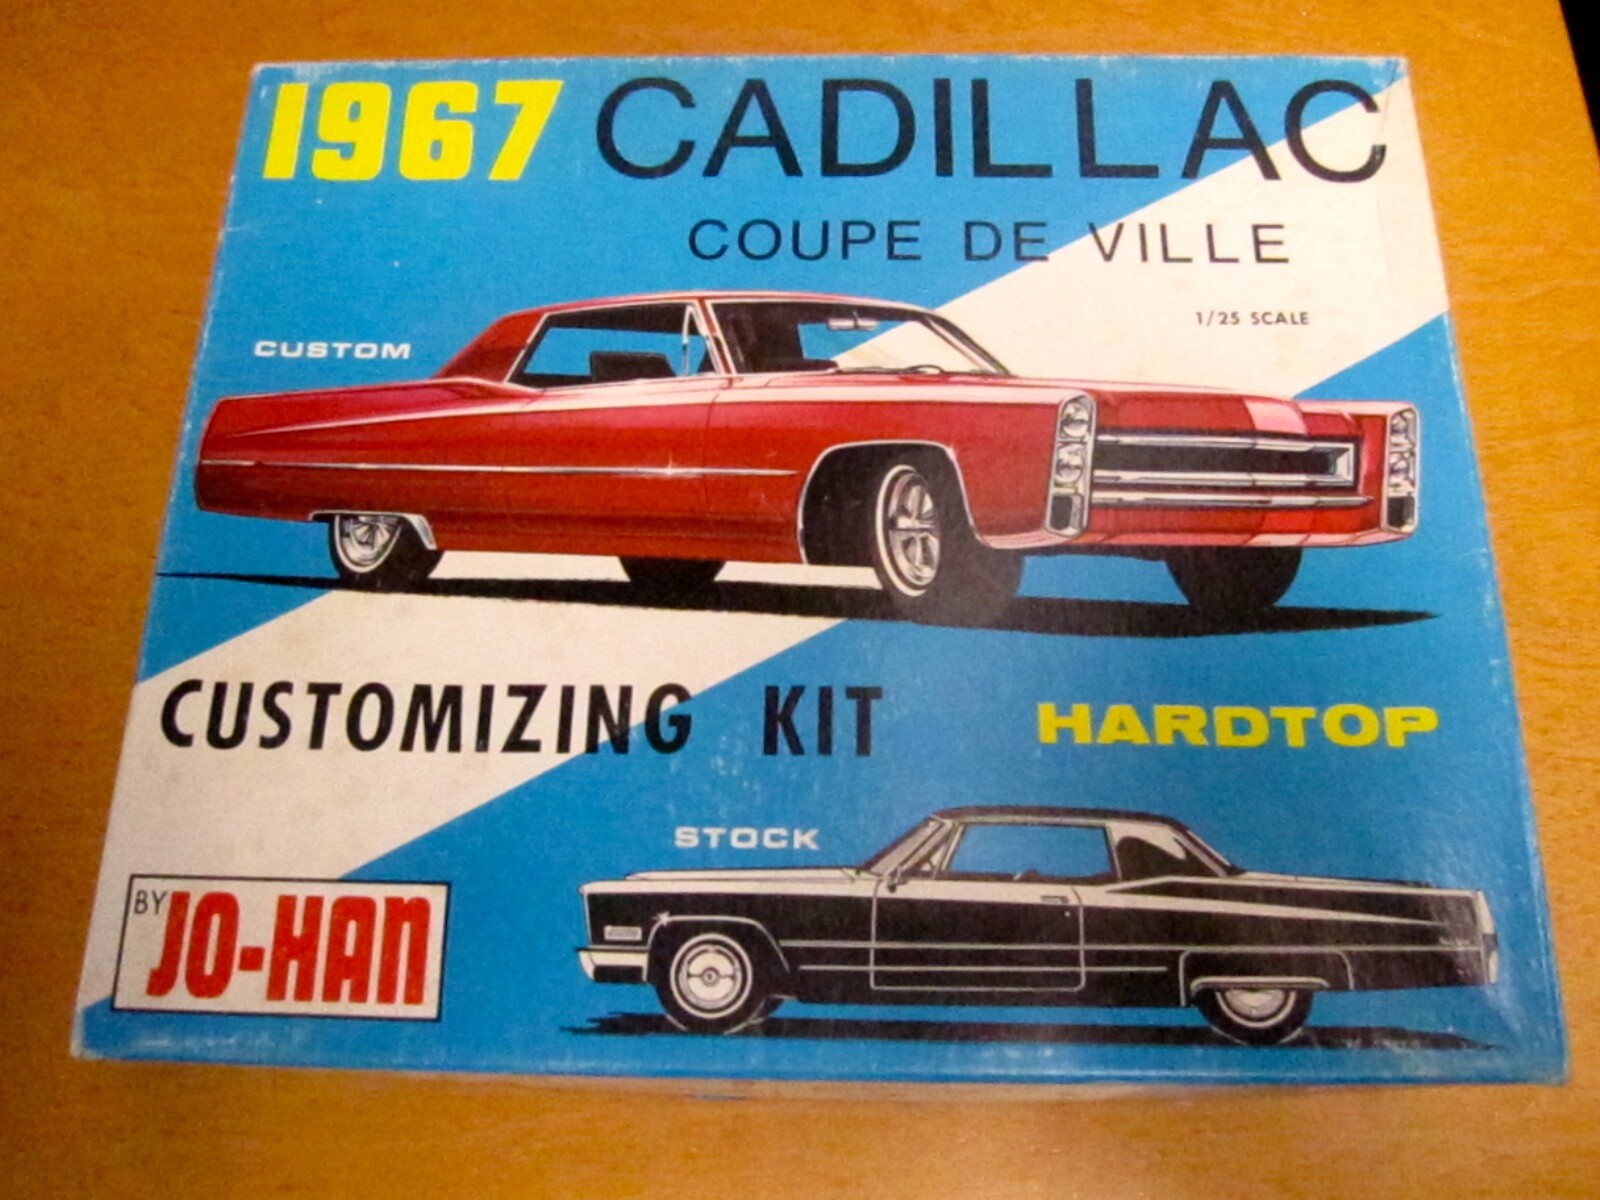 1967 CADILLAC
COUPE DE VILLE
1/25 SCALE
CUSTOM
CUSTOMIZING KIT
HARDTOP
STOCK
BY JO-HAN